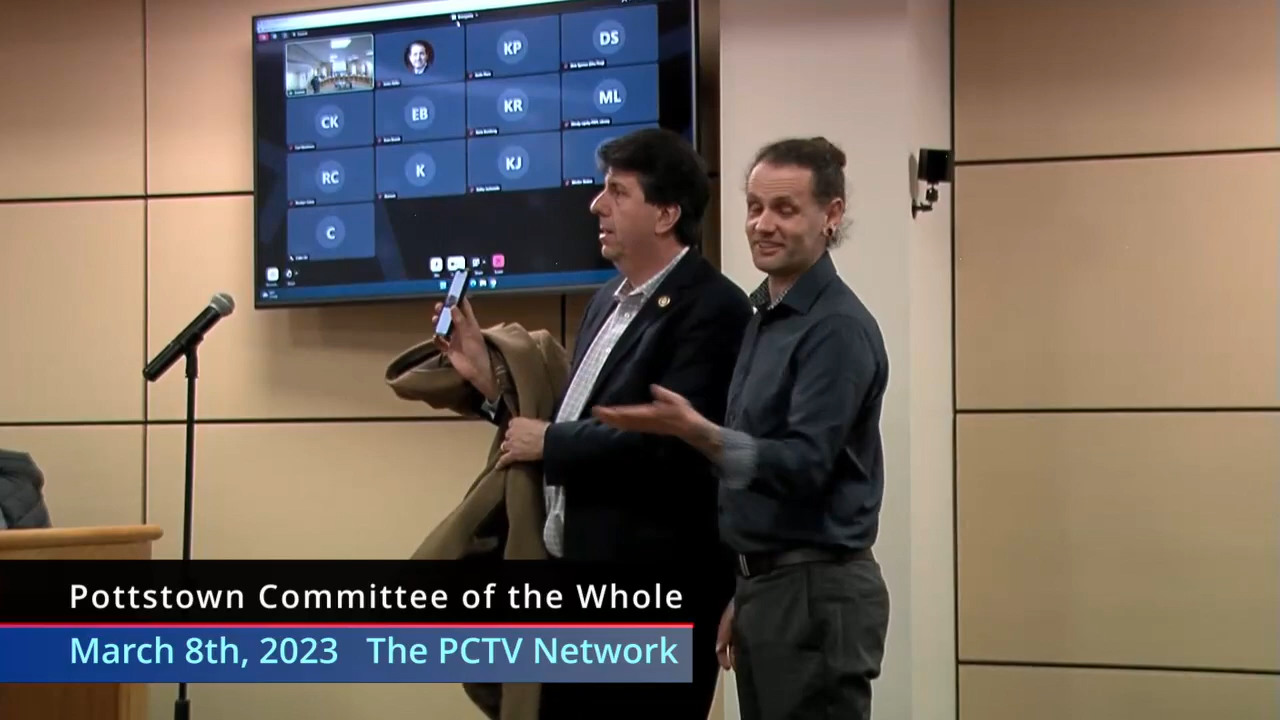 KP
DS
CK
EB
KR
ML
RC
K
KJ
C
Pottstown Committee of the Whole
March 8th, 2023 The PCTV Network